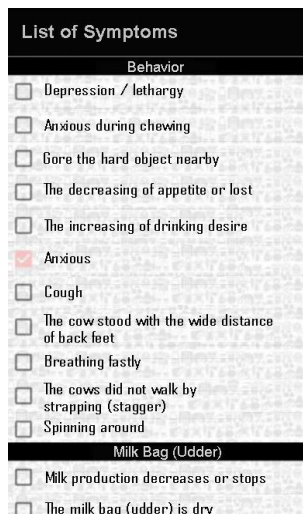 List of Symptoms
Behavior
Depression / lethargy
Anxious during chewing
Gore the hard object nearby
The decreasing of appetite or lost
The increasing of drinking desire
Anxious
Cough
The cow stood with the wide distance
of back feet
Breathing fastly
The cows did not walk by
strapping (stagger)
Spinning around
Milk Bag (Udder)
Milk production decreases or stops
The milk bag (udder) is dry